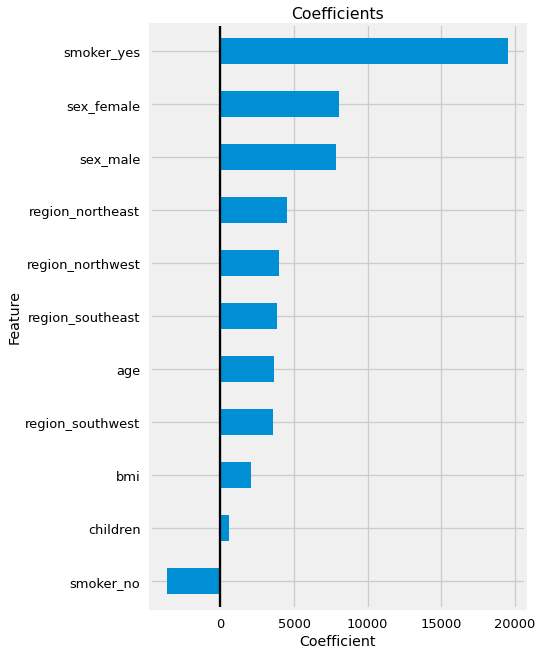 Coefficients
smoker_yes
sex_female
sex_male
region_northeast
region_northwest
region_southeast
age
region_southwest
bmi
children
smoker_no
Feature
0 5000 10000 15000 20000
Coefficient